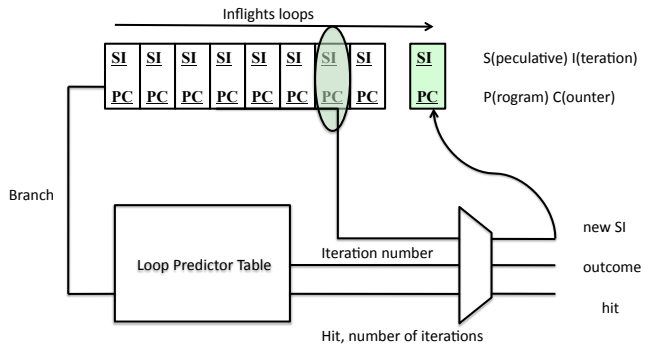 Inflights loops
SI SI SI SI SI SI SI SI SI S(peculative) I(teration)
PC PC PC PC PC PC PC PC PC P(rogram) C(ounter)
Branch
new SI
Iteration number
Loop Predictor Table
outcome
hit
Hit, number of iterations